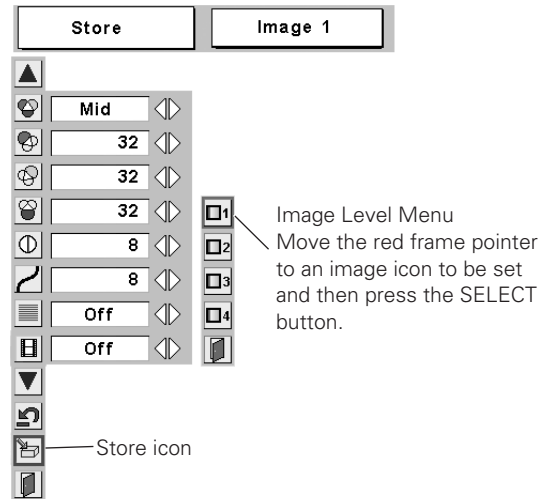 Store
Image 1
Mid
32
32
32
8
8
Off
Off
1
2
3
4
Image Level Menu
Move the red frame pointer
to an image icon to be set
and then press the SELECT
button.
Store icon